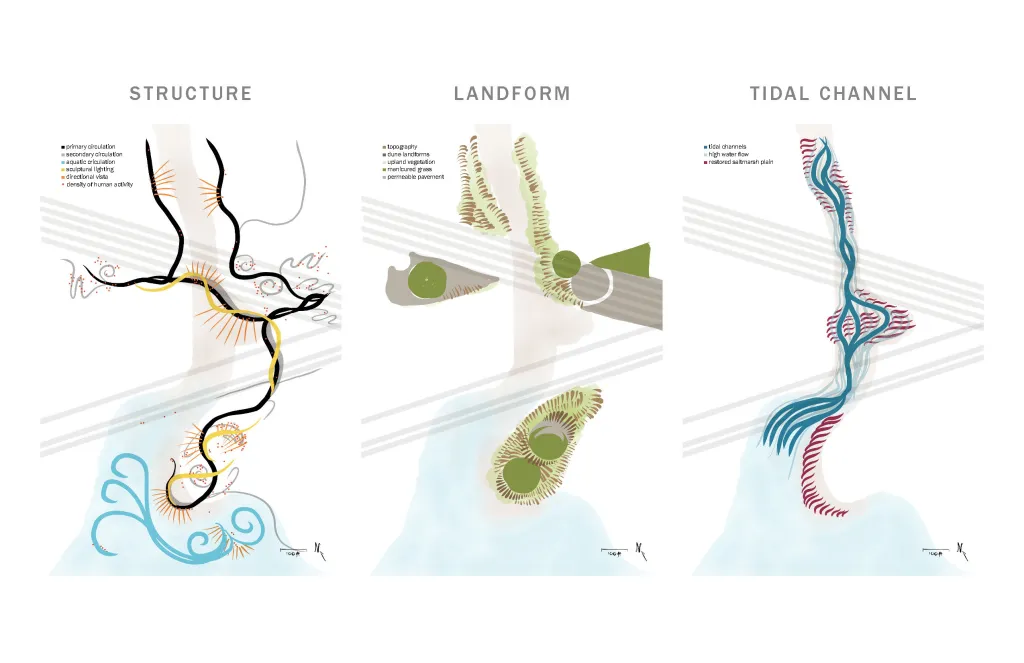 STRUCTURE
primary circulation
secondary circulation
aquatic criculation
sculptural lighting
directional vista
density of human activity
N
LANDFORM
topography
dune landforms
upland vegetation
manicured grass
permeable pavement
N
TIDAL CHANNEL
tidal channels
high water flow
restored saltmarsh plain
N